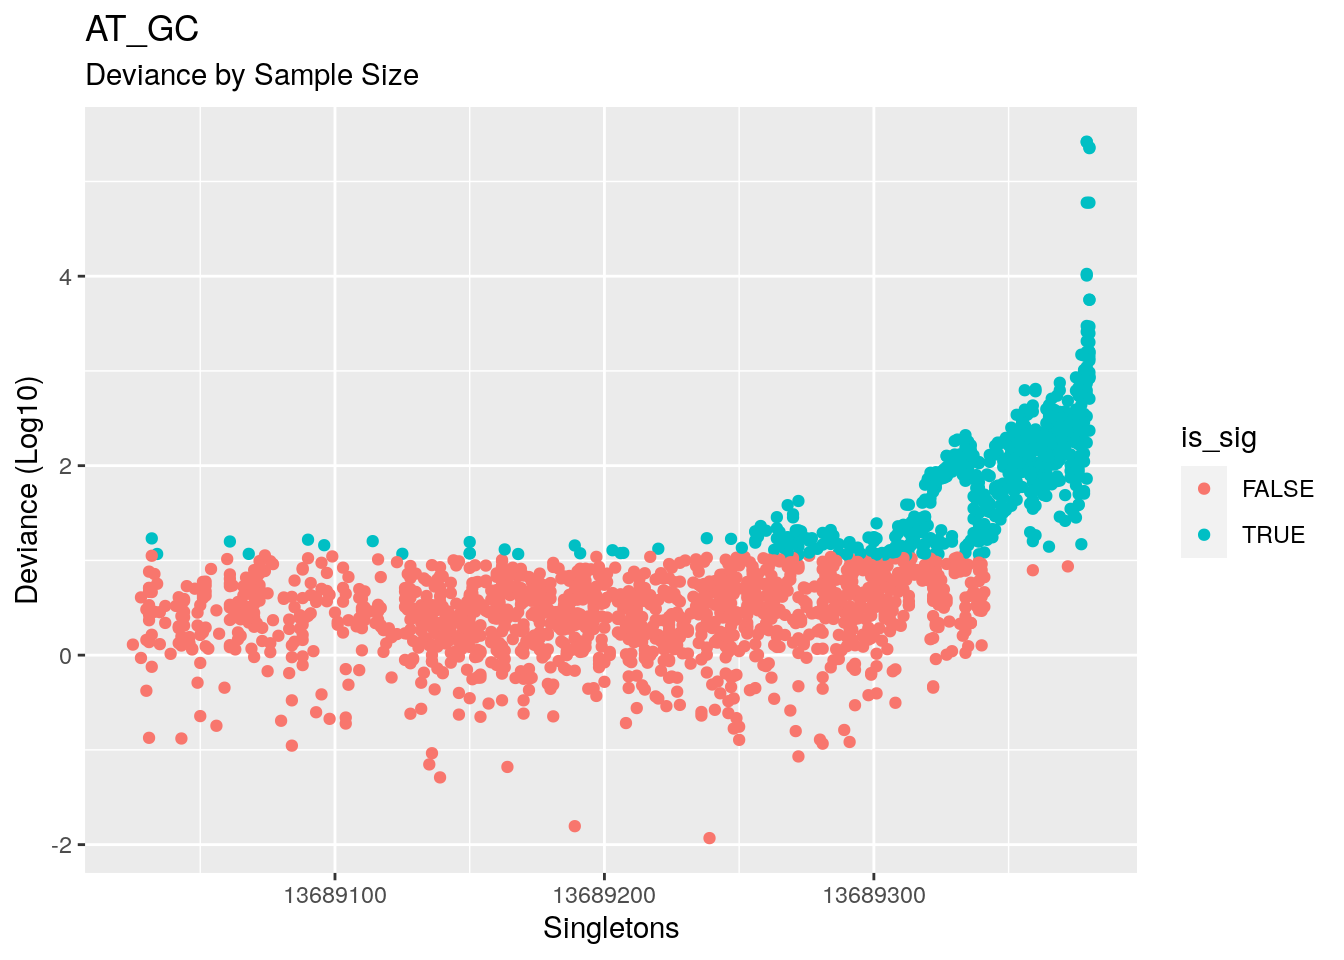 AT_GC
Deviance by Sample Size
Deviance (Log10)
4
2
0
-2
13689100
13689200
13689300
Singletons
is_sig
FALSE
TRUE